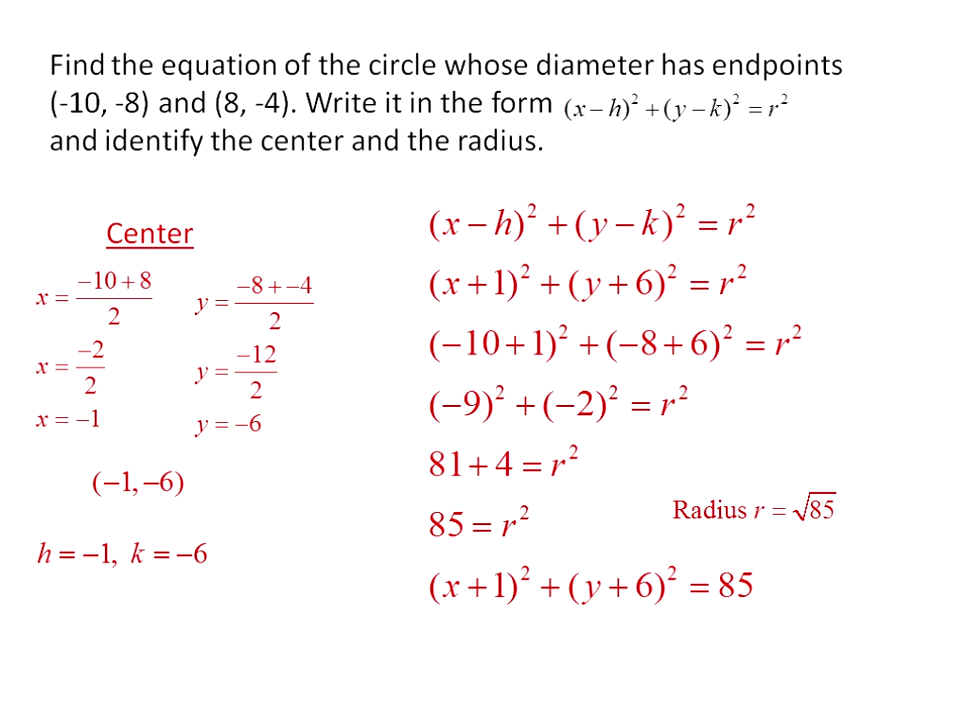 Find the equation of the circle whose diameter has endpoints
(-10, -8) and (8, -4). Write it in the form (x − h)² + (y − k)² = r²
and identify the center and the radius.
Center
x = (−10 + 8)/2
x = −2/2
x = −1
y = (−8 + −4)/2
y = −12/2
y = −6
(−1, −6)
h = −1, k = −6
(x − h)² + (y − k)² = r²
(x + 1)² + (y + 6)² = r²
(−10 + 1)² + (−8 + 6)² = r²
(−9)² + (−2)² = r²
81 + 4 = r²
85 = r²
Radius r = √85
(x + 1)² + (y + 6)² = 85